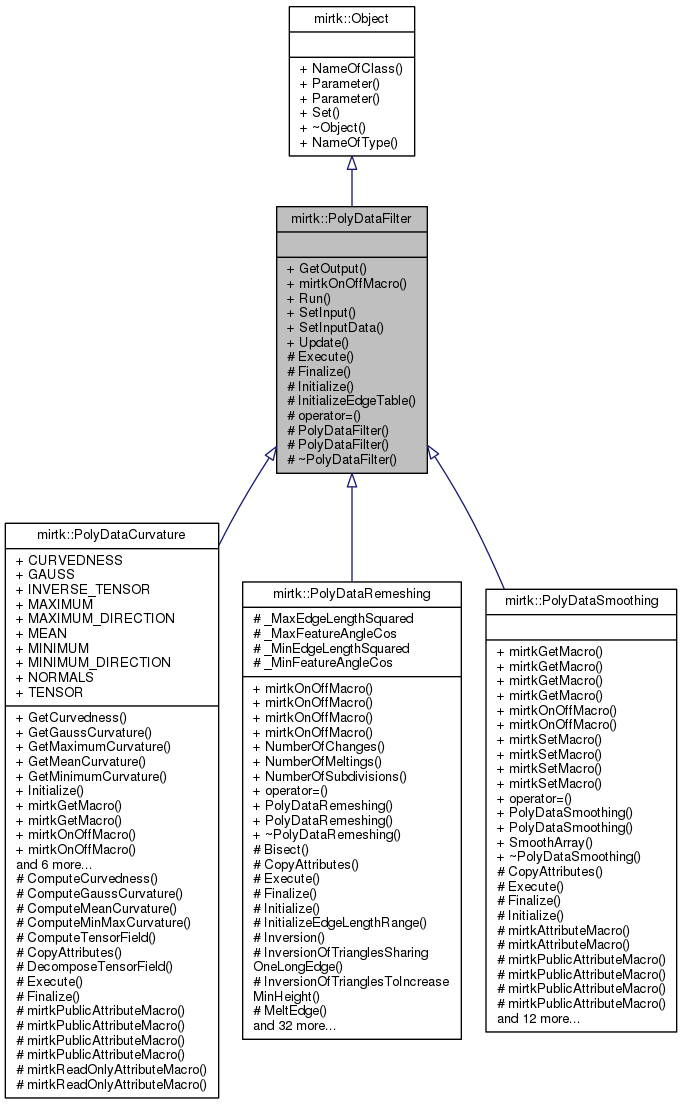 mirtk::Object
+ NameOfClass()
+ Parameter()
+ Parameter()
+ Set()
+ ~Object()
+ NameOfType()
mirtk::PolyDataFilter
+ GetOutput()
+ mirtkOnOffMacro()
+ Run()
+ SetInput()
+ SetInputData()
+ Update()
# Execute()
# Finalize()
# Initialize()
# InitializeEdgeTable()
# operator=()
# PolyDataFilter()
# PolyDataFilter()
# ~PolyDataFilter()
mirtk::PolyDataCurvature
+ CURVEDNESS
+ GAUSS
+ INVERSE_TENSOR
+ MAXIMUM
+ MAXIMUM_DIRECTION
+ MEAN
+ MINIMUM
+ MINIMUM_DIRECTION
+ NORMALS
+ TENSOR
+ GetCurvedness()
+ GetGaussCurvature()
+ GetMaximumCurvature()
+ GetMeanCurvature()
+ GetMinimumCurvature()
+ Initialize()
+ mirtkGetMacro()
+ mirtkGetMacro()
+ mirtkOnOffMacro()
+ mirtkOnOffMacro()
and 6 more...
# ComputeCurvedness()
# ComputeGaussCurvature()
# ComputeMeanCurvature()
# ComputeMinMaxCurvature()
# ComputeTensorField()
# CopyAttributes()
# DecomposeTensorField()
# Execute()
# Finalize()
# mirtkPublicAttributeMacro()
# mirtkPublicAttributeMacro()
# mirtkPublicAttributeMacro()
# mirtkPublicAttributeMacro()
# mirtkReadOnlyAttributeMacro()
# mirtkReadOnlyAttributeMacro()
mirtk::PolyDataRemeshing
# _MaxEdgeLengthSquared
# _MaxFeatureAngleCos
# _MinEdgeLengthSquared
# _MinFeatureAngleCos
+ mirtkOnOffMacro()
+ mirtkOnOffMacro()
+ mirtkOnOffMacro()
+ mirtkOnOffMacro()
+ NumberOfChanges()
+ NumberOfMeltings()
+ NumberOfSubdivisions()
+ operator=()
+ PolyDataRemeshing()
+ PolyDataRemeshing()
+ ~PolyDataRemeshing()
# Bisect()
# CopyAttributes()
# Execute()
# Finalize()
# Initialize()
# InitializeEdgeLengthRange()
# Inversion()
# InversionOfTrianglesSharing
OneLongEdge()
# InversionOfTrianglesToIncrease
MinHeight()
# MeltEdge()
and 32 more...
mirtk::PolyDataSmoothing
+ mirtkGetMacro()
+ mirtkGetMacro()
+ mirtkGetMacro()
+ mirtkGetMacro()
+ mirtkOnOffMacro()
+ mirtkOnOffMacro()
+ mirtkSetMacro()
+ mirtkSetMacro()
+ mirtkSetMacro()
+ mirtkSetMacro()
+ operator=()
+ PolyDataSmoothing()
+ PolyDataSmoothing()
+ SmoothArray()
+ ~PolyDataSmoothing()
# CopyAttributes()
# Execute()
# Finalize()
# Initialize()
# mirtkAttributeMacro()
# mirtkAttributeMacro()
# mirtkPublicAttributeMacro()
# mirtkPublicAttributeMacro()
# mirtkPublicAttributeMacro()
# mirtkPublicAttributeMacro()
and 12 more...